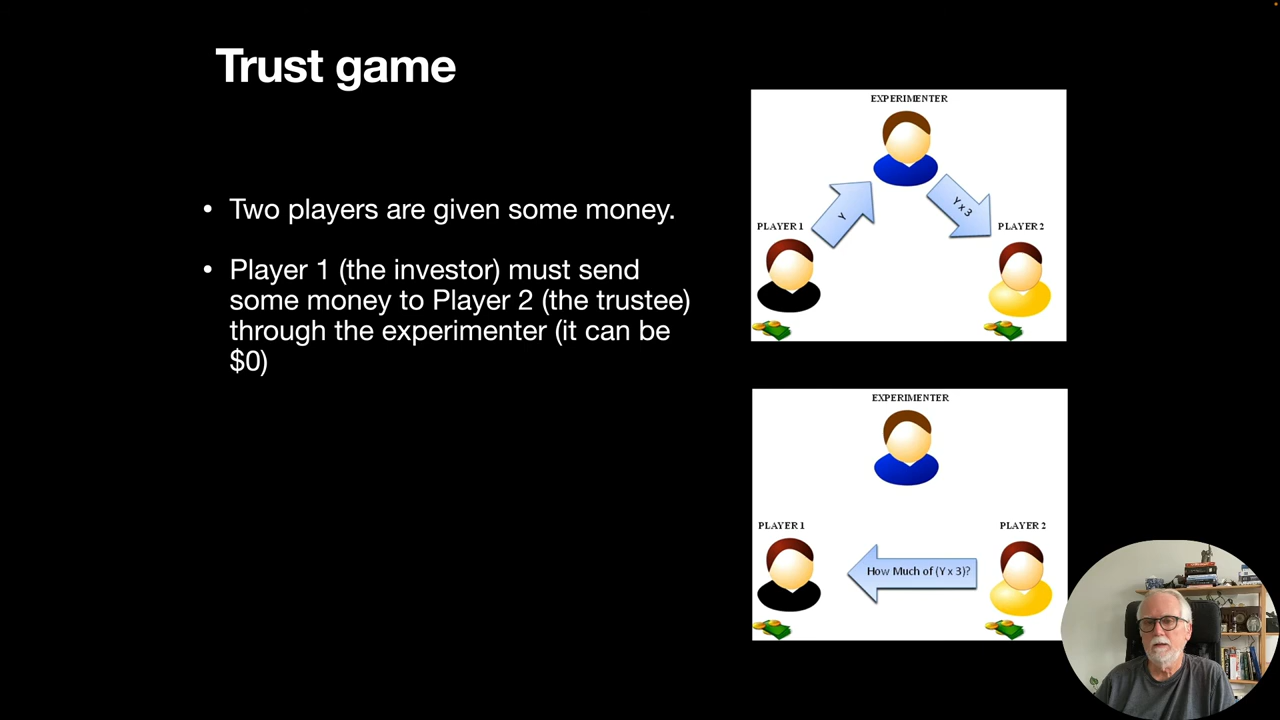 Trust game
• Two players are given some money.
• Player 1 (the investor) must send
some money to Player 2 (the trustee)
through the experimenter (it can be
$0)
EXPERIMENTER
Y
Y x 3
PLAYER 1
PLAYER 2
EXPERIMENTER
PLAYER 1
PLAYER 2
How Much of (Y x 3)?